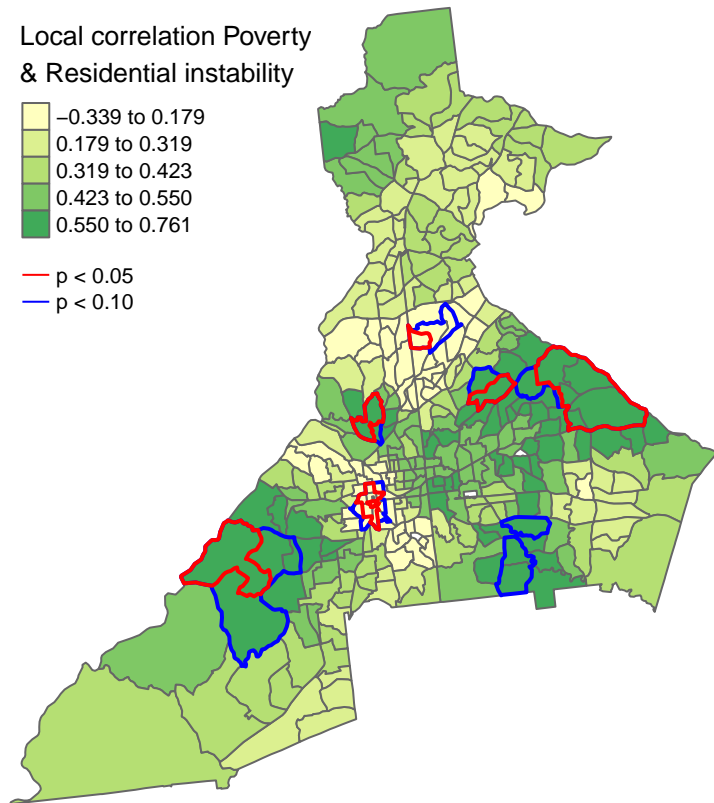 Local correlation Poverty
& Residential instability
−0.339 to 0.179
0.179 to 0.319
0.319 to 0.423
0.423 to 0.550
0.550 to 0.761
p < 0.05
p < 0.10